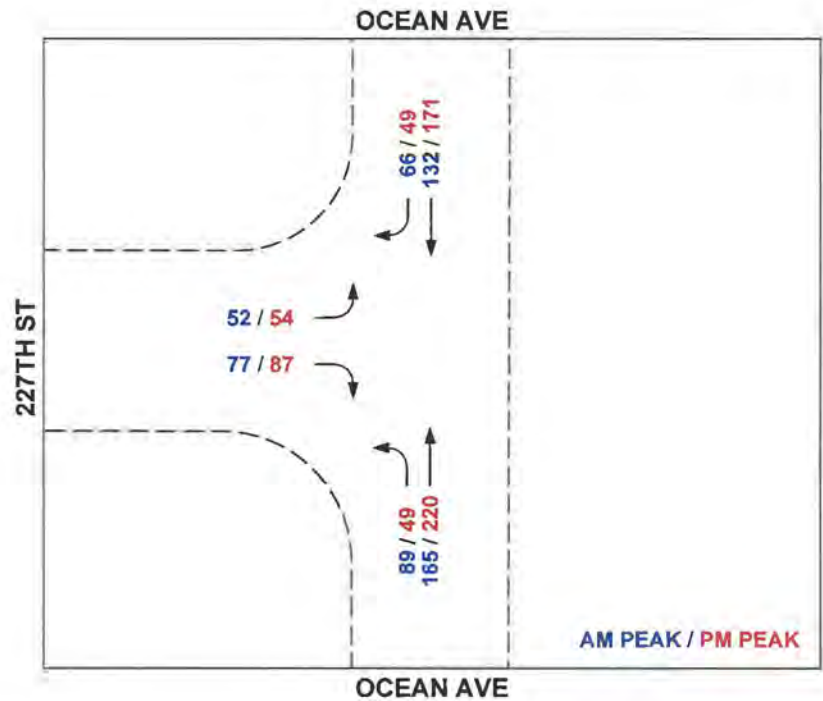 OCEAN AVE
66 / 49
132 / 171
52 / 54
77 / 87
227TH ST
89 / 49
165 / 220
AM PEAK / PM PEAK
OCEAN AVE